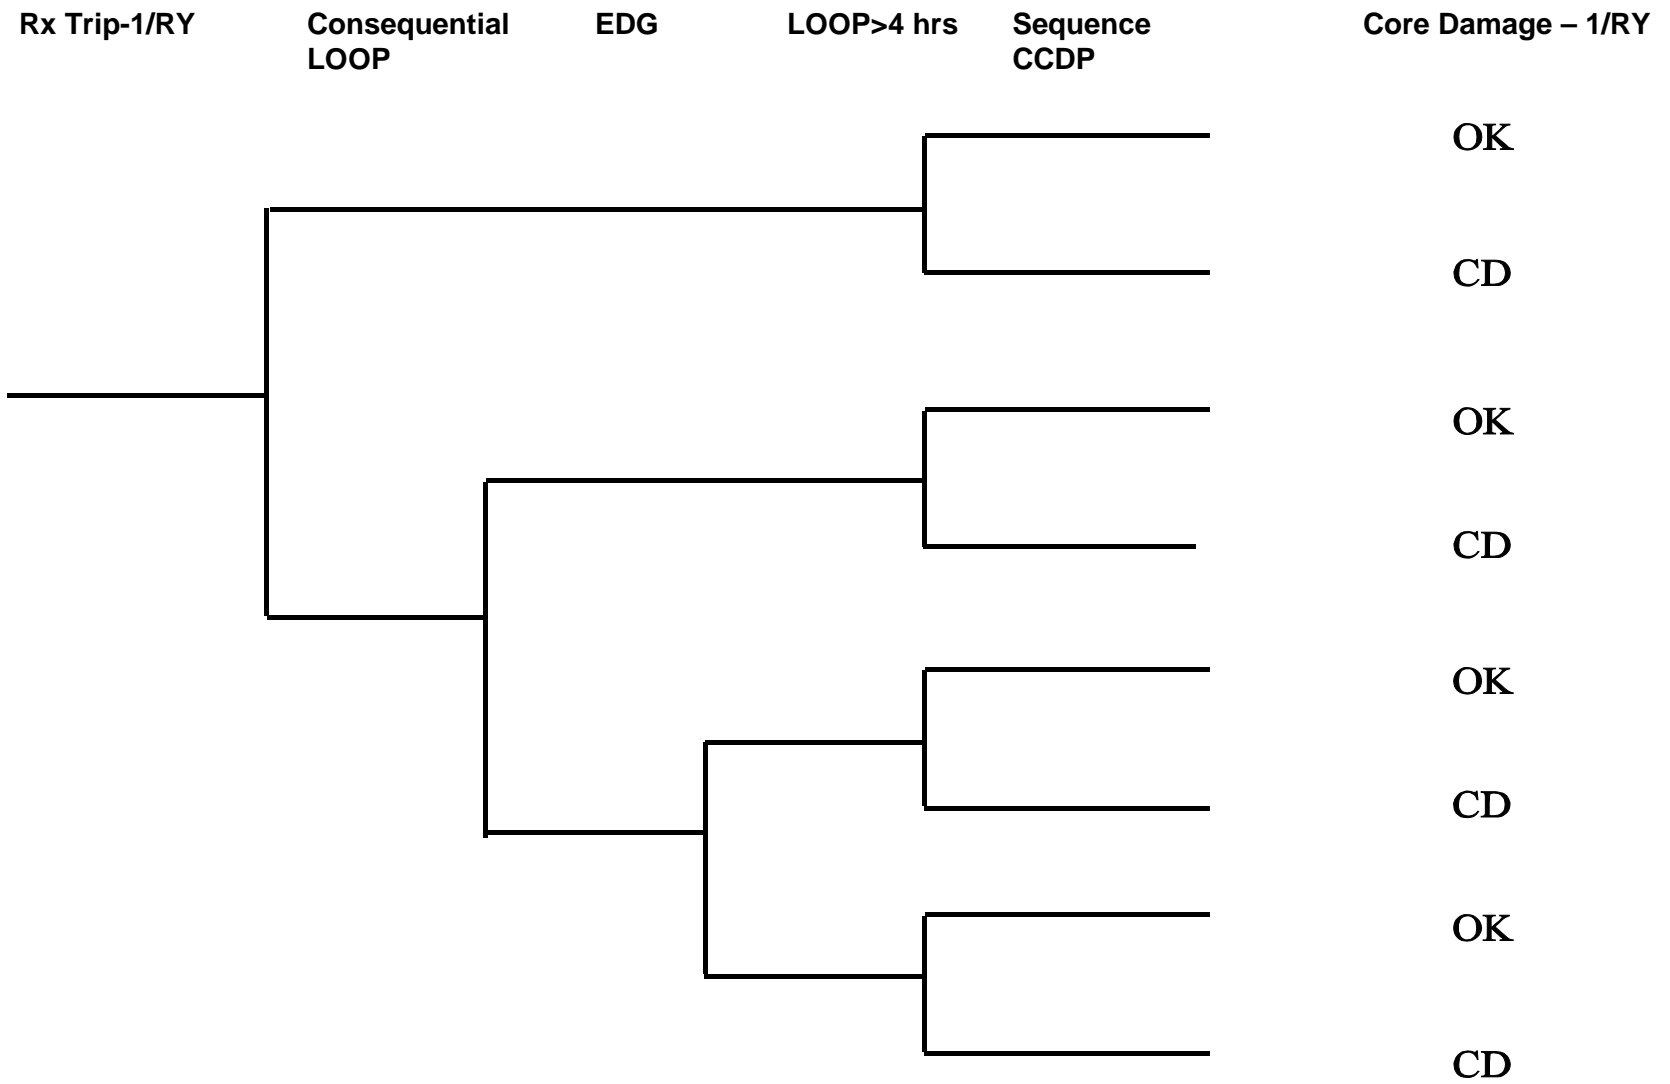 Rx Trip-1/RY
Consequential
LOOP
EDG
LOOP>4 hrs
Sequence
CCDP
Core Damage – 1/RY
OK
CD
OK
CD
OK
CD
OK
CD